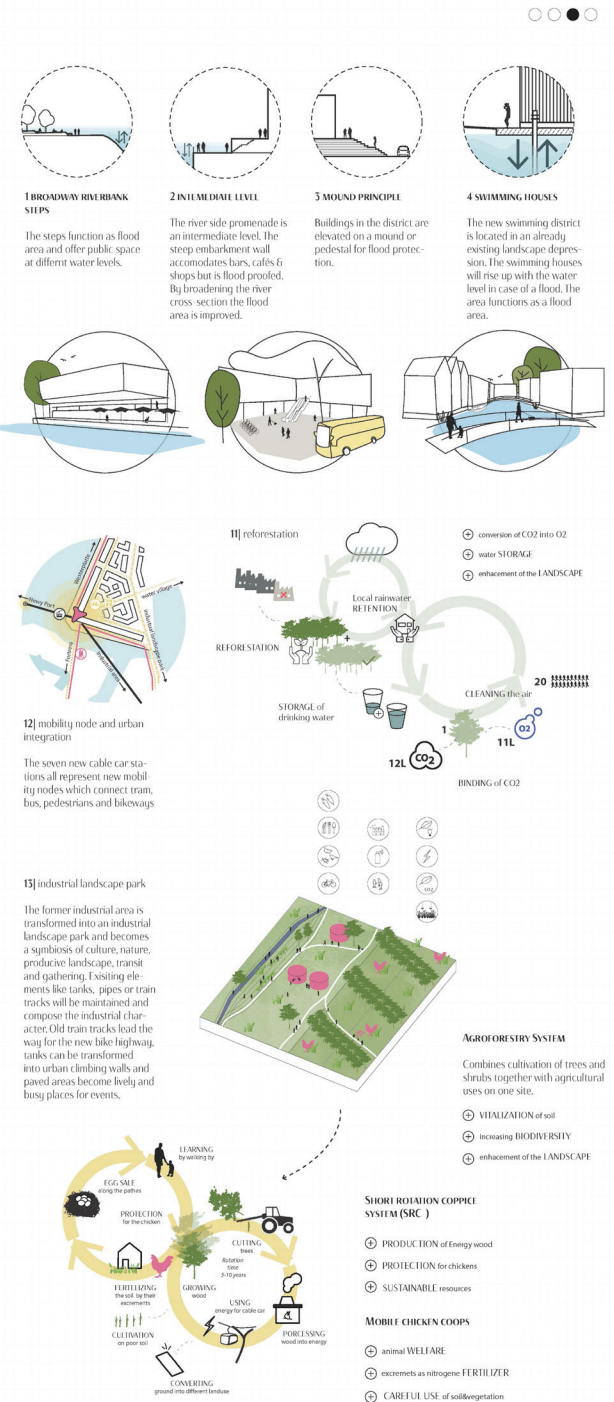 1 BROADWAY RIVERBANK
STEPS
The steps function as flood
area and offer public space
at differnt water levels.
2 INTEMEDIATE LEVEL
The river side promenade is
an intermediate level. The
steep embarkment wall
accomodates bars, cafés &
shops but is flood proofed.
By broadening the river
cross-section the flood
area is improved.
3 MOUND PRINCIPLE
Buildings in the district are
elevated on a mound or
pedestal for flood protec-
tion.
4 SWIMMING HOUSES
The new swimming district
is located in an already
existing landscape depres-
sion. The swimming houses
will rise up with the water
level in case of a flood. The
area functions as a flood
area.
Westerplatte
Nowy Port
water village
industrial landscape park
Industrial area
12| mobility node and urban
integration
The seven new cable car sta-
tions all represent new mobil-
ity nodes which connect tram,
bus, pedestrians and bikeways
11| reforestation
Local rainwater
RETENTION
REFORESTATION
STORAGE of
drinking water
CLEANING the air
20
1
O2
11L
12L
CO2
BINDING of CO2
conversion of CO2 into O2
water STORAGE
enhacement of the LANDSCAPE
CO2
13| industrial landscape park
The former industrial area is
transformed into an industrial
landscape park and becomes
a symbiosis of culture, nature,
producive landscape, transit
and gathering. Exisiting ele-
ments like tanks, pipes or train
tracks will be maintained and
compose the industrial char-
acter. Old train tracks lead the
way for the new bike highway,
tanks can be transformed
into urban climbing walls and
paved areas become lively and
busy places for events.
AGROFORESTRY SYSTEM
Combines cultivation of trees and
shrubs together with agricultural
uses on one site.
VITALIZATION of soil
increasing BIODIVERSITY
enhacement of the LANDSCAPE
LEARNING
by walking by
EGG SALE
along the pathes
PROTECTION
for the chicken
CUTTING
trees
Rotation
time
5-10 years
FERTELIZING
the soil by their
excrements
GROWING
wood
USING
energy for cable car
CULTIVATION
on poor soil
PORCESSING
wood into energy
CONVERTING
ground into different landuse
SHORT ROTATION COPPICE
SYSTEM (SRC )
PRODUCTION of Energy wood
PROTECTION for chickens
SUSTAINABLE resources
MOBILE CHICKEN COOPS
animal WELFARE
excremets as nitrogene FERTILIZER
CAREFUL USE of soil&vegetation